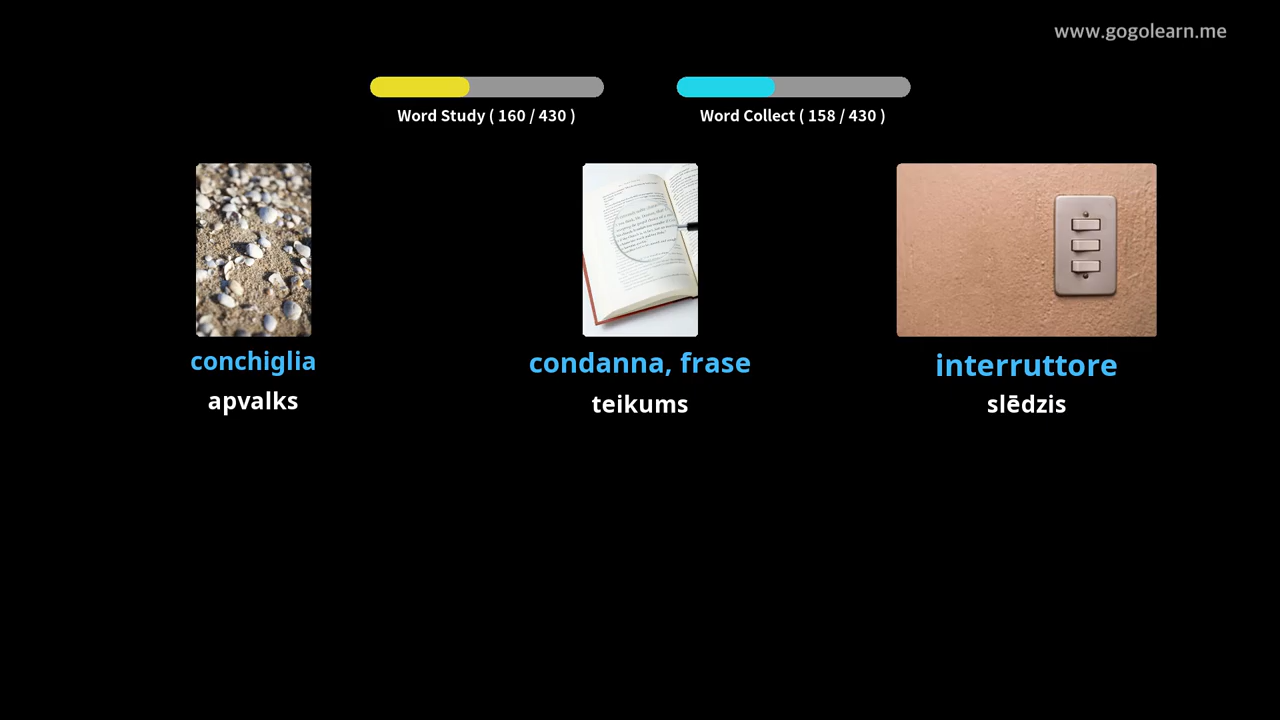 www.gogolearn.me
Word Study ( 160 / 430 )
Word Collect ( 158 / 430 )
conchiglia
apvalks
condanna, frase
teikums
interruttore
slēdzis